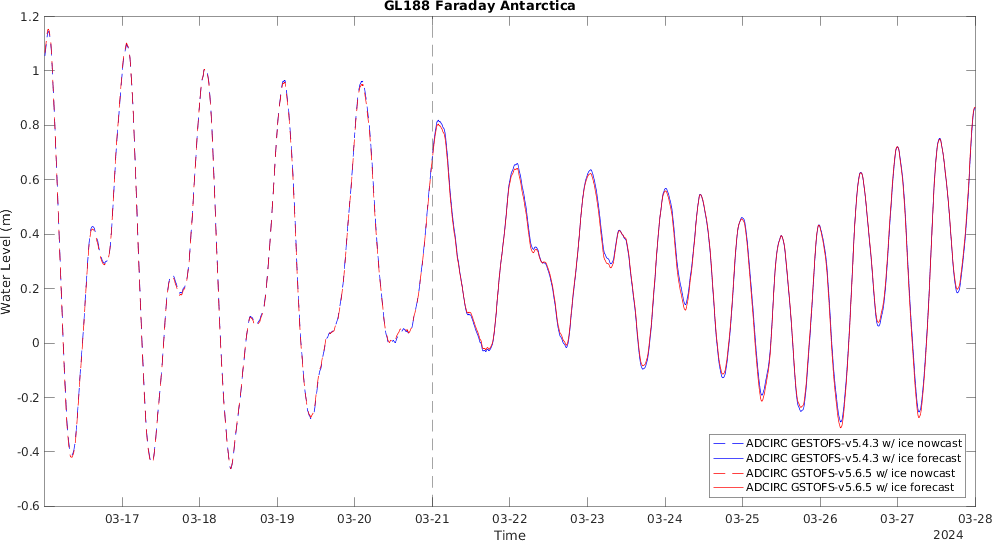 GL188 Faraday Antarctica
1.2
1
0.8
0.6
0.4
0.2
0
-0.2
-0.4
-0.6
Water Level (m)
ADCIRC GESTOFS-v5.4.3 w/ ice nowcast
ADCIRC GESTOFS-v5.4.3 w/ ice forecast
ADCIRC GSTOFS-v5.6.5 w/ ice nowcast
ADCIRC GSTOFS-v5.6.5 w/ ice forecast
03-17 03-18 03-19 03-20 03-21 03-22 03-23 03-24 03-25 03-26 03-27 03-28
Time
2024